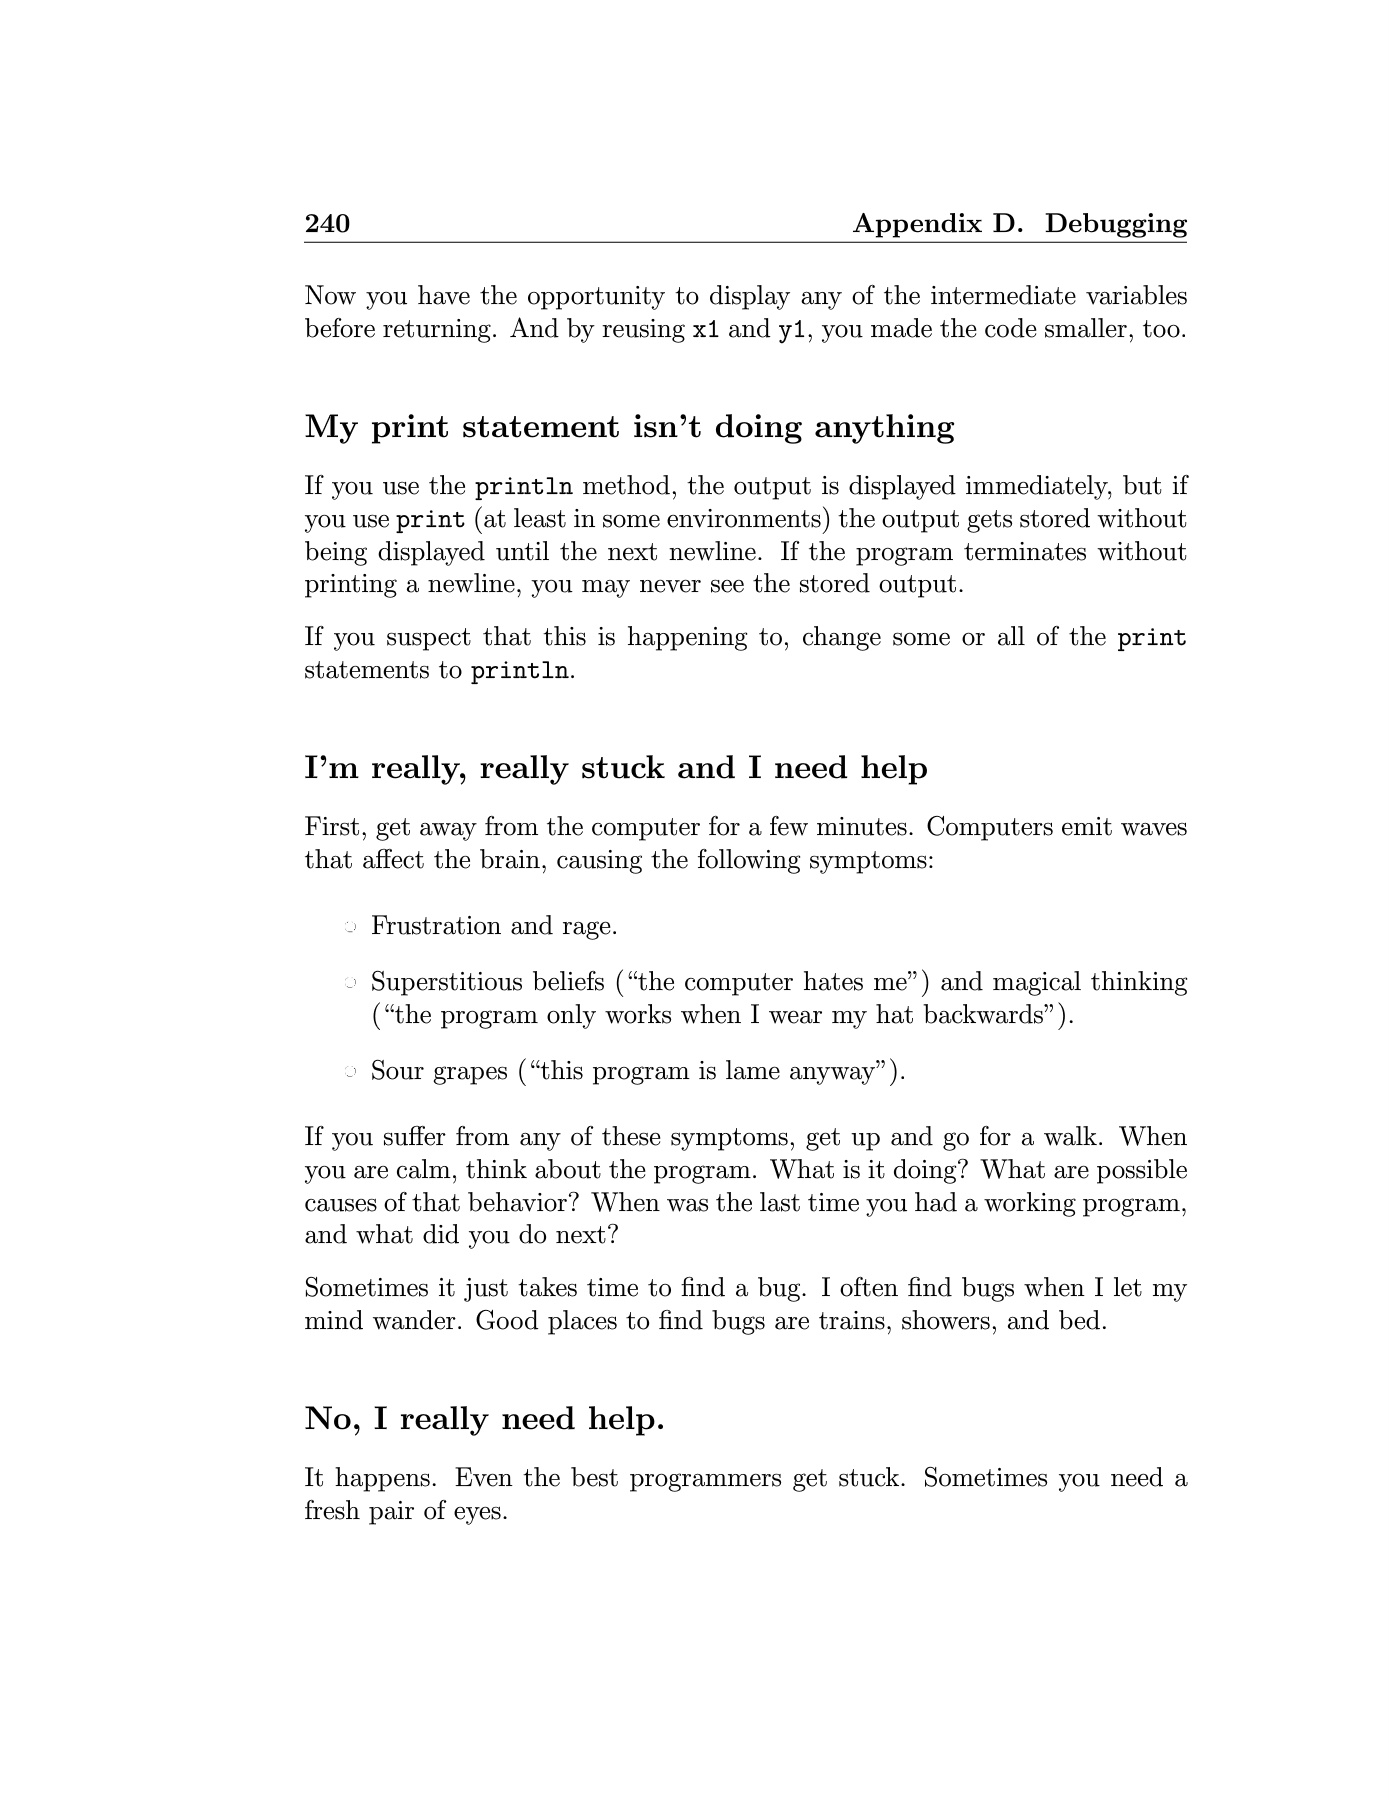 240 Appendix D. Debugging
Now you have the opportunity to display any of the intermediate variables
before returning. And by reusing x1 and y1, you made the code smaller, too.
My print statement isn’t doing anything
If you use the println method, the output is displayed immediately, but if
you use print (at least in some environments) the output gets stored without
being displayed until the next newline. If the program terminates without
printing a newline, you may never see the stored output.
If you suspect that this is happening to, change some or all of the print
statements to println.
I’m really, really stuck and I need help
First, get away from the computer for a few minutes. Computers emit waves
that affect the brain, causing the following symptoms:
◦ Frustration and rage.
◦ Superstitious beliefs (“the computer hates me”) and magical thinking
(“the program only works when I wear my hat backwards”).
◦ Sour grapes (“this program is lame anyway”).
If you suffer from any of these symptoms, get up and go for a walk. When
you are calm, think about the program. What is it doing? What are possible
causes of that behavior? When was the last time you had a working program,
and what did you do next?
Sometimes it just takes time to find a bug. I often find bugs when I let my
mind wander. Good places to find bugs are trains, showers, and bed.
No, I really need help.
It happens. Even the best programmers get stuck. Sometimes you need a
fresh pair of eyes.